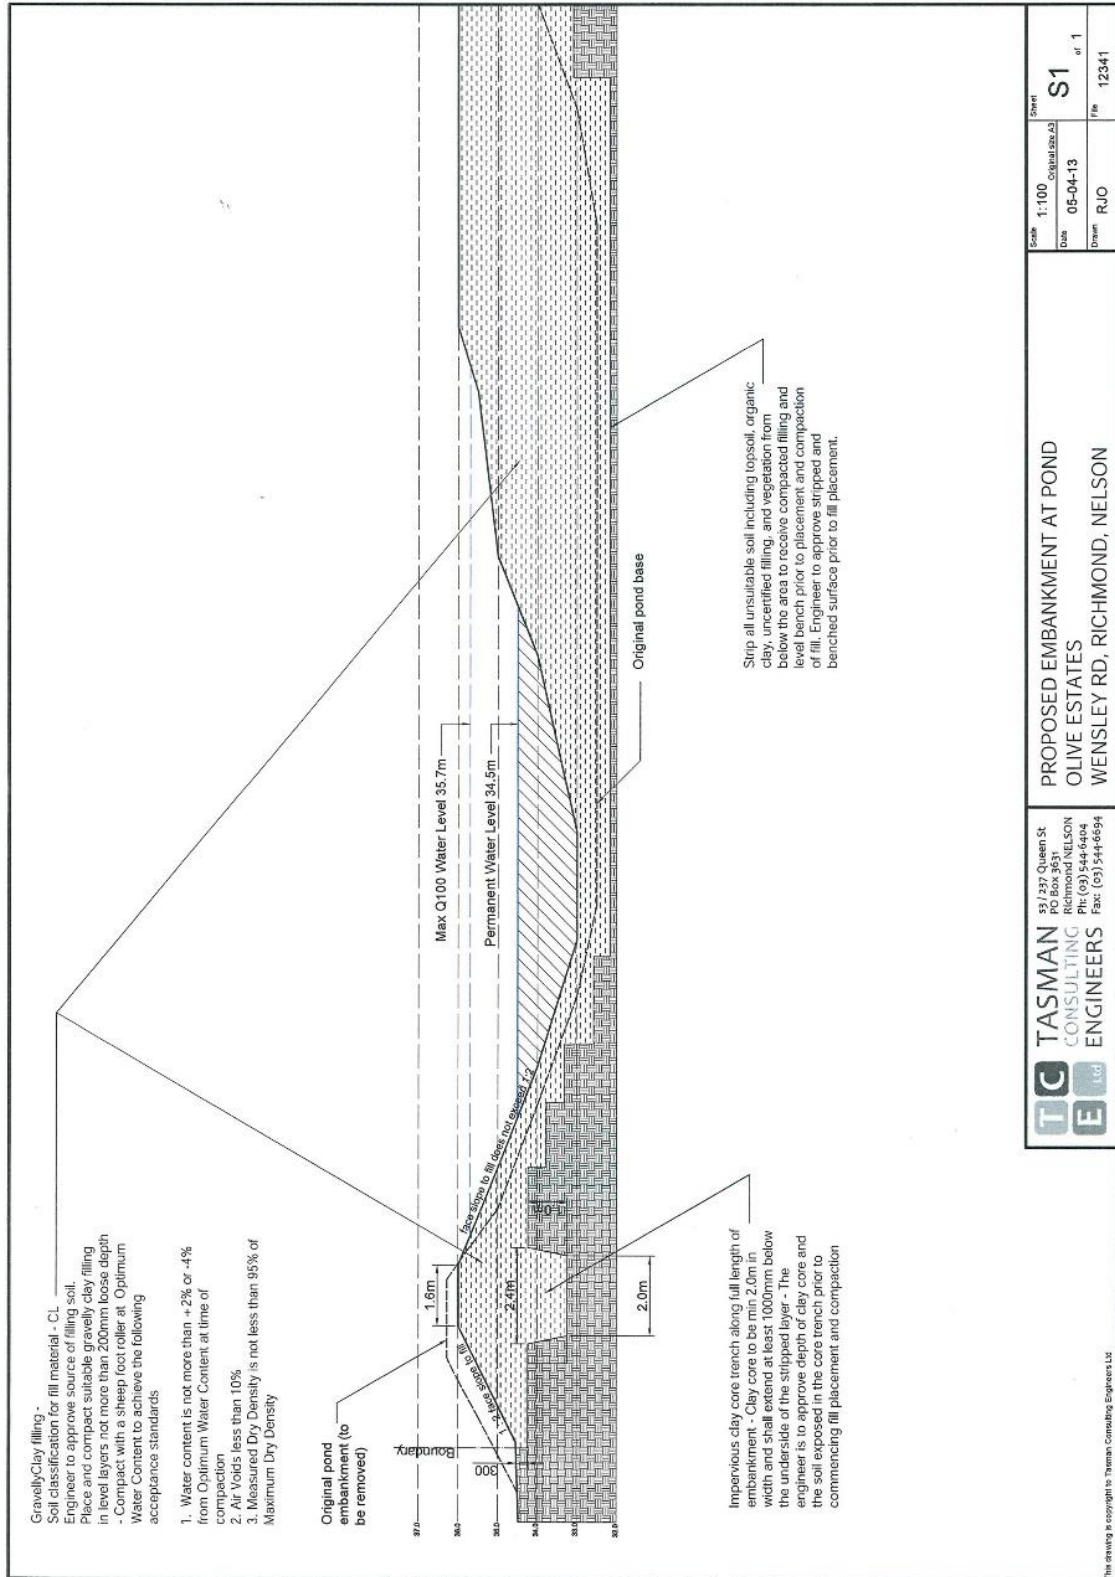 GravellyClay filling -
Soil classification for fill material - CL
Engineer to approve source of filling soil.
Place and compact suitable gravelly clay filling
in level layers not more than 200mm loose depth
- Compact with a sheep foot roller at Optimum
Water Content to achieve the following
acceptance standards
1. Water content is not more than +2% or -4%
from Optimum Water Content at time of
compaction
2. Air Voids less than 10%
3. Measured Dry Density is not less than 95% of
Maximum Dry Density
Original pond
embankment (to
be removed)
37.0
36.0
35.0
34.0
33.0
32.0
Boundary
300
1:2 face slope to fill
1.6m
face slope to fill does not exceed 1:2
2.4m
1.0m
2.0m
Max Q100 Water Level 35.7m
Permanent Water Level 34.5m
Original pond base
Impervious clay core trench along full length of
embankment - Clay core to be min 2.0m in
width and shall extend at least 1000mm below
the underside of the stripped layer - The
engineer is to approve depth of clay core and
the soil exposed in the core trench prior to
commencing fill placement and compaction
Strip all unsuitable soil including topsoil, organic
clay, uncertified filling, and vegetation from
below the area to receive compacted filling and
level bench prior to placement and compaction
of fill. Engineer to approve stripped and
benched surface prior to fill placement.
This drawing is copyright to Tasman Consulting Engineers Ltd
T C E Ltd
TASMAN
CONSULTING
ENGINEERS
53 / 237 Queen St
PO Box 3631
Richmond NELSON
Ph: (03) 544-6404
Fax: (03) 544-6694
PROPOSED EMBANKMENT AT POND
OLIVE ESTATES
WENSLEY RD, RICHMOND, NELSON
Scale 1:100 Original size A3
Date 05-04-13
Drawn RJO
Sheet S1 of 1
File 12341